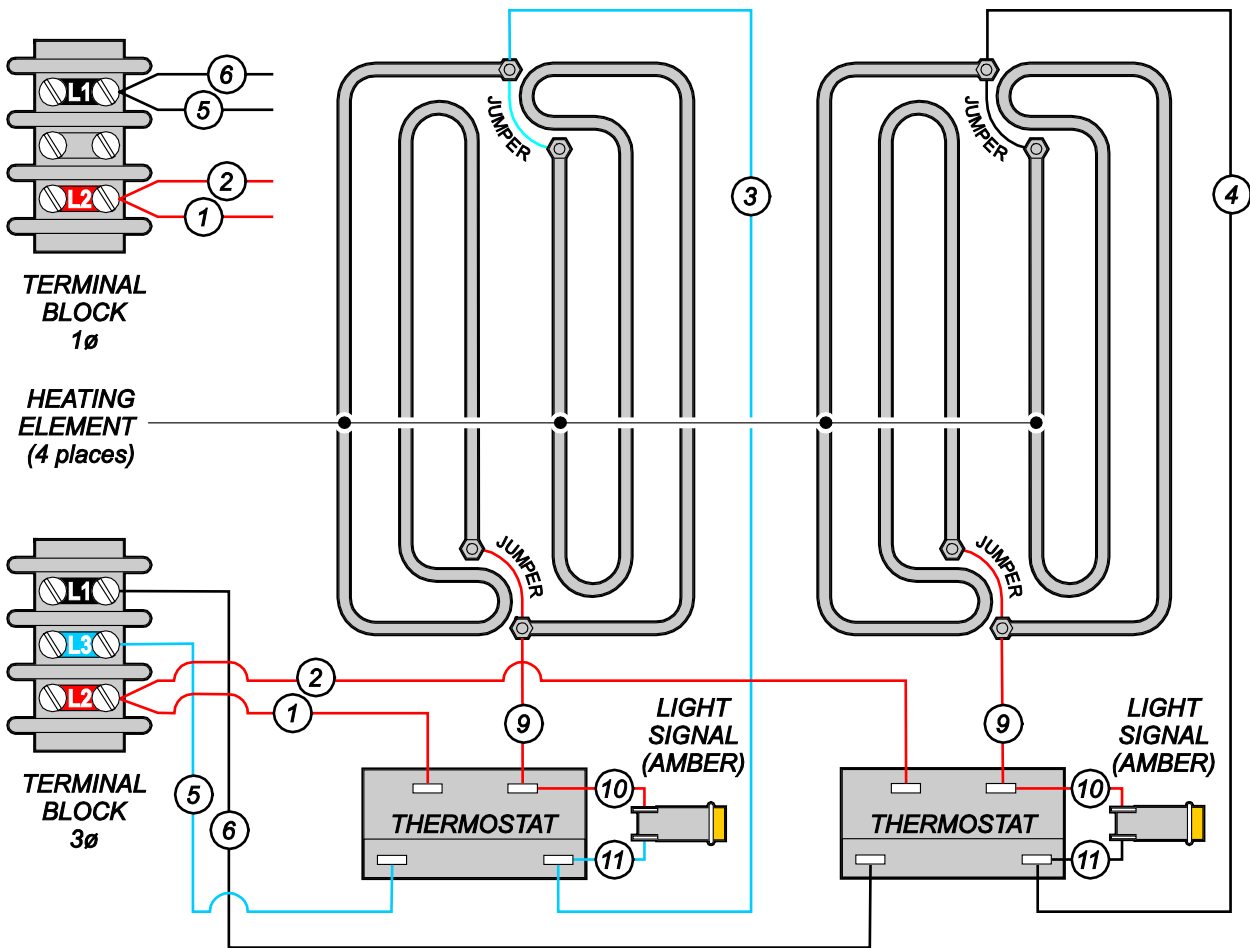 L1
6
5
L2
2
1
TERMINAL
BLOCK
1ø
JUMPER
JUMPER
3
4
HEATING
ELEMENT
(4 places)
JUMPER
JUMPER
L1
L3
L2
2
1
9
9
LIGHT
SIGNAL
(AMBER)
LIGHT
SIGNAL
(AMBER)
TERMINAL
BLOCK
3ø
5
6
THERMOSTAT
10
11
THERMOSTAT
10
11